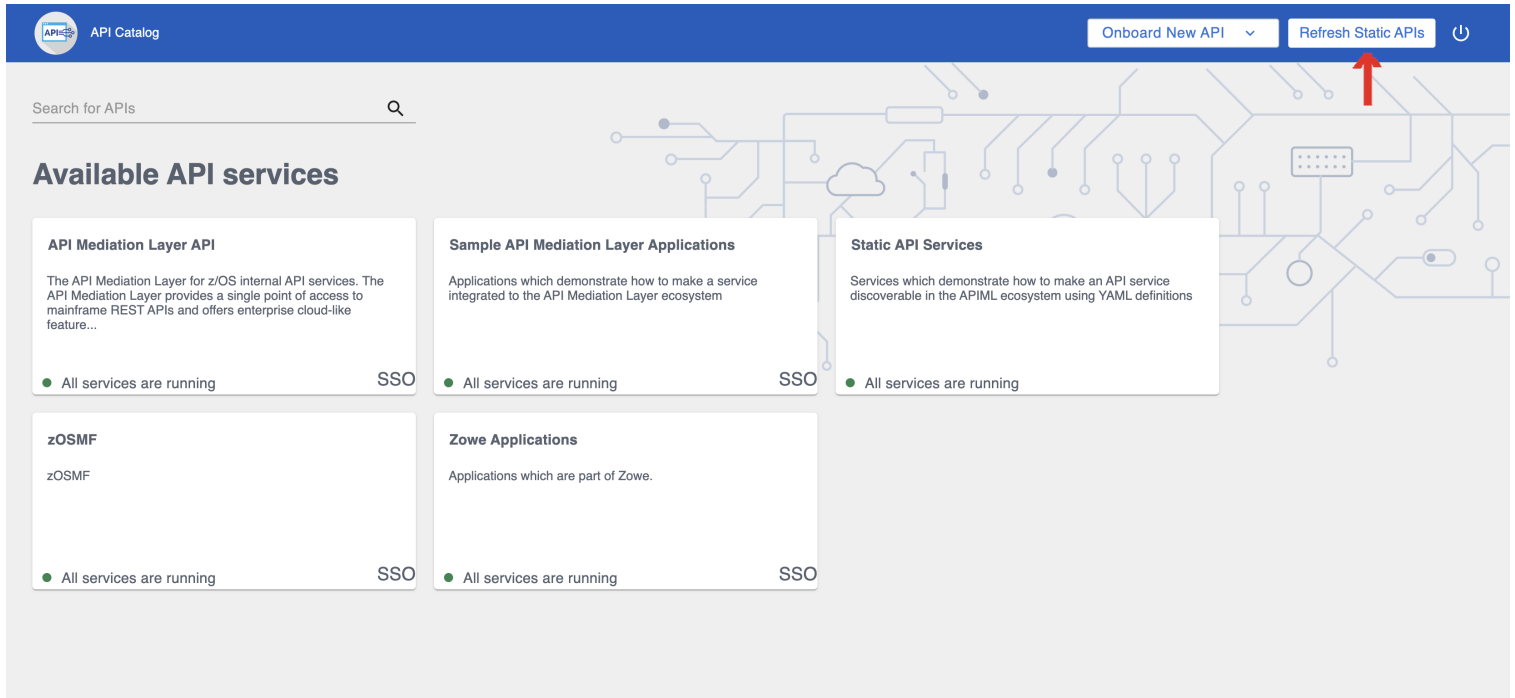 API
API Catalog
Onboard New API
Refresh Static APIs
Search for APIs
Available API services
API Mediation Layer API
The API Mediation Layer for z/OS internal API services. The
API Mediation Layer provides a single point of access to
mainframe REST APIs and offers enterprise cloud-like
feature...
All services are running
SSO
Sample API Mediation Layer Applications
Applications which demonstrate how to make a service
integrated to the API Mediation Layer ecosystem
All services are running
SSO
Static API Services
Services which demonstrate how to make an API service
discoverable in the APIML ecosystem using YAML definitions
All services are running
zOSMF
zOSMF
All services are running
SSO
Zowe Applications
Applications which are part of Zowe.
All services are running
SSO